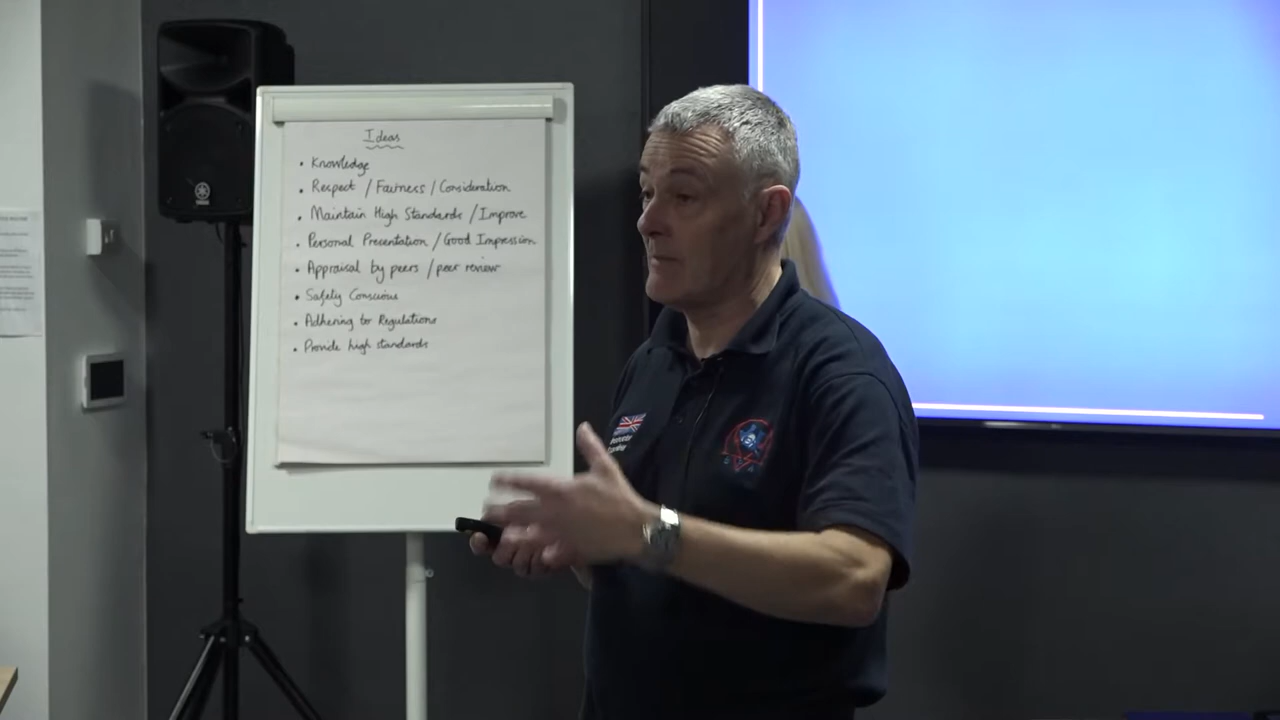 Ideas
• Knowledge
• Respect / Fairness / Consideration
• Maintain High Standards / Improve
• Personal Presentation / Good Impression
• Appraisal by peers / peer review
• Safety Conscious
• Adhering to Regulations
• Provide high standards